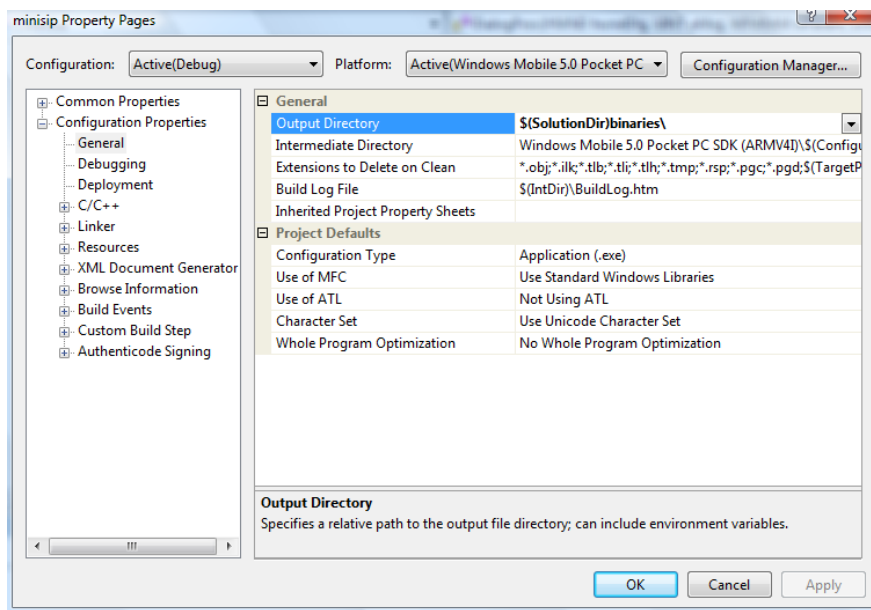 minisip Property Pages
Configuration: Active(Debug) Platform: Active(Windows Mobile 5.0 Pocket PC Configuration Manager...
Common Properties
Configuration Properties
General
Debugging
Deployment
C/C++
Linker
Resources
XML Document Generator
Browse Information
Build Events
Custom Build Step
Authenticode Signing
General
Output Directory $(SolutionDir)binaries\
Intermediate Directory Windows Mobile 5.0 Pocket PC SDK (ARMV4I)\$(Configu
Extensions to Delete on Clean *.obj;*.ilk;*.tlb;*.tli;*.tlh;*.tmp;*.rsp;*.pgc;*.pgd;$(TargetP
Build Log File $(IntDir)\BuildLog.htm
Inherited Project Property Sheets
Project Defaults
Configuration Type Application (.exe)
Use of MFC Use Standard Windows Libraries
Use of ATL Not Using ATL
Character Set Use Unicode Character Set
Whole Program Optimization No Whole Program Optimization
Output Directory
Specifies a relative path to the output file directory; can include environment variables.
OK Cancel Apply